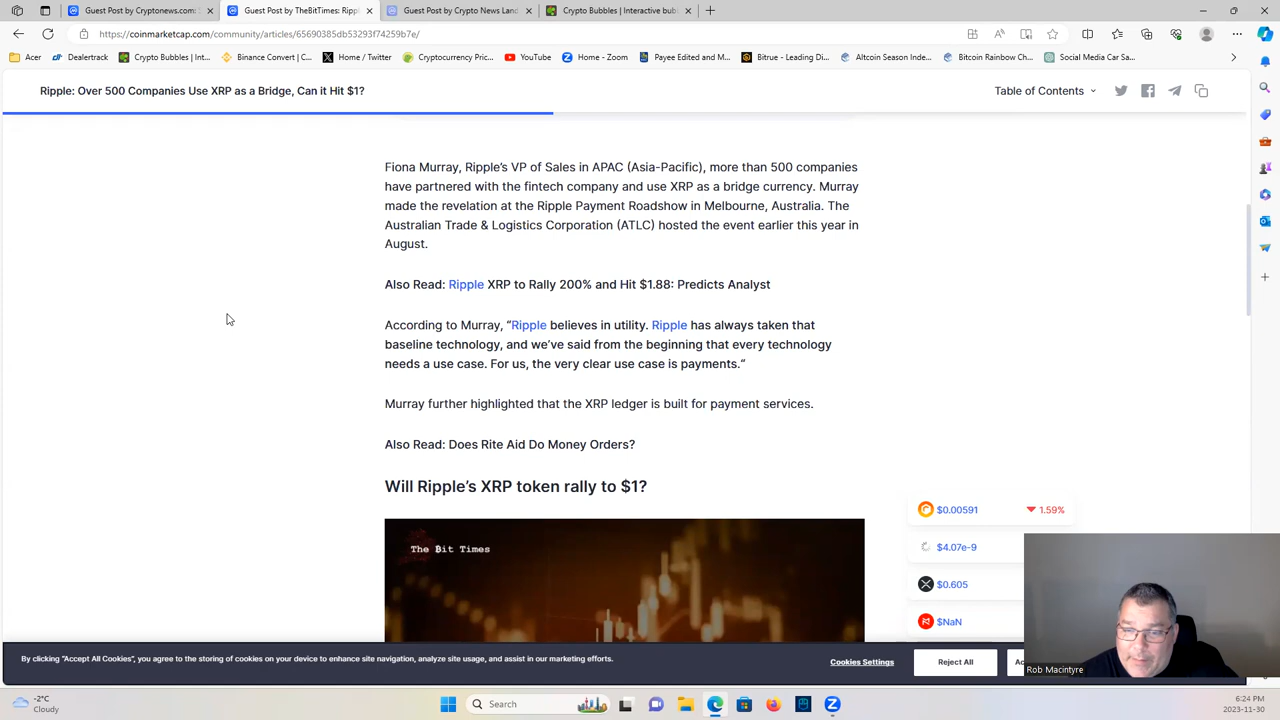 Guest Post by Cryptonews.com:
Guest Post by TheBitTimes: Rippl
Guest Post by Crypto News Land
Crypto Bubbles | Interactive bub
https://coinmarketcap.com/community/articles/65690385db53293f74259b7e/
Acer
Dealertrack
Crypto Bubbles | Int...
Binance Convert | C...
Home / Twitter
Cryptocurrency Pric...
YouTube
Home - Zoom
Payee Edited and M...
Bitrue - Leading Di...
Altcoin Season Inde...
Bitcoin Rainbow Ch...
Social Media Car Sa...
Ripple: Over 500 Companies Use XRP as a Bridge, Can it Hit $1?
Table of Contents
Fiona Murray, Ripple's VP of Sales in APAC (Asia-Pacific), more than 500 companies
have partnered with the fintech company and use XRP as a bridge currency. Murray
made the revelation at the Ripple Payment Roadshow in Melbourne, Australia. The
Australian Trade & Logistics Corporation (ATLC) hosted the event earlier this year in
August.
Also Read: Ripple XRP to Rally 200% and Hit $1.88: Predicts Analyst
According to Murray, “Ripple believes in utility. Ripple has always taken that
baseline technology, and we've said from the beginning that every technology
needs a use case. For us, the very clear use case is payments.“
Murray further highlighted that the XRP ledger is built for payment services.
Also Read: Does Rite Aid Do Money Orders?
Will Ripple's XRP token rally to $1?
The Bit Times
$0.00591
1.59%
$4.07e-9
$0.605
$NaN
By clicking “Accept All Cookies”, you agree to the storing of cookies on your device to enhance site navigation, analyze site usage, and assist in our marketing efforts.
Cookies Settings
Reject All
Rob Macintyre
-2°C
Cloudy
Search
6:24 PM
2023-11-30